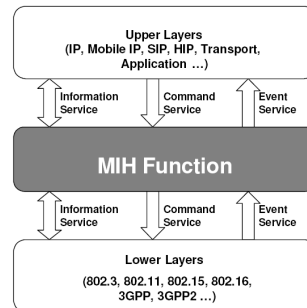 Upper Layers
(IP, Mobile IP, SIP, HIP, Transport,
Application ...)
Information
Service
Command
Service
Event
Service
MIH Function
Information
Service
Command
Service
Event
Service
Lower Layers
(802.3, 802.11, 802.15, 802.16,
3GPP, 3GPP2 ...)